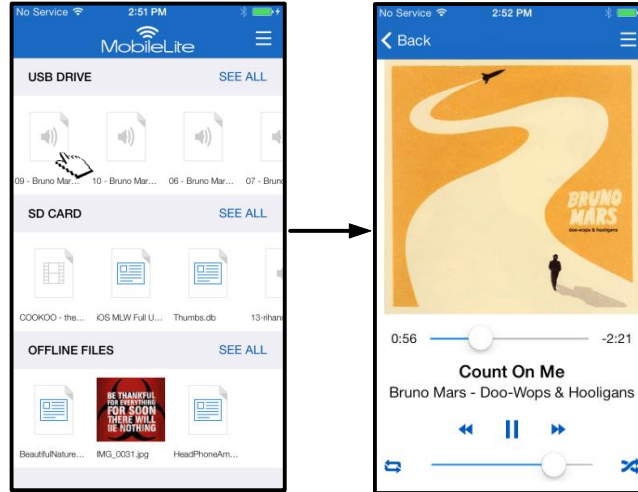 No Service 2:51 PM
MobileLite
USB DRIVE SEE ALL
09 - Bruno Mar... 10 - Bruno Mar... 06 - Bruno Mar... 07 - Brun
SD CARD SEE ALL
COOKOO - the... iOS MLW Full U... Thumbs.db 13-rihan
OFFLINE FILES SEE ALL
BE THANKFUL
FOR EVERYTHING
FOR SOON
THERE WILL
BE NOTHING
BeautifulNature... IMG_0031.jpg HeadPhoneAm...
No Service 2:52 PM
Back
BRUNO
MARS
doo-wops & hooligans
0:56 -2:21
Count On Me
Bruno Mars - Doo-Wops & Hooligans